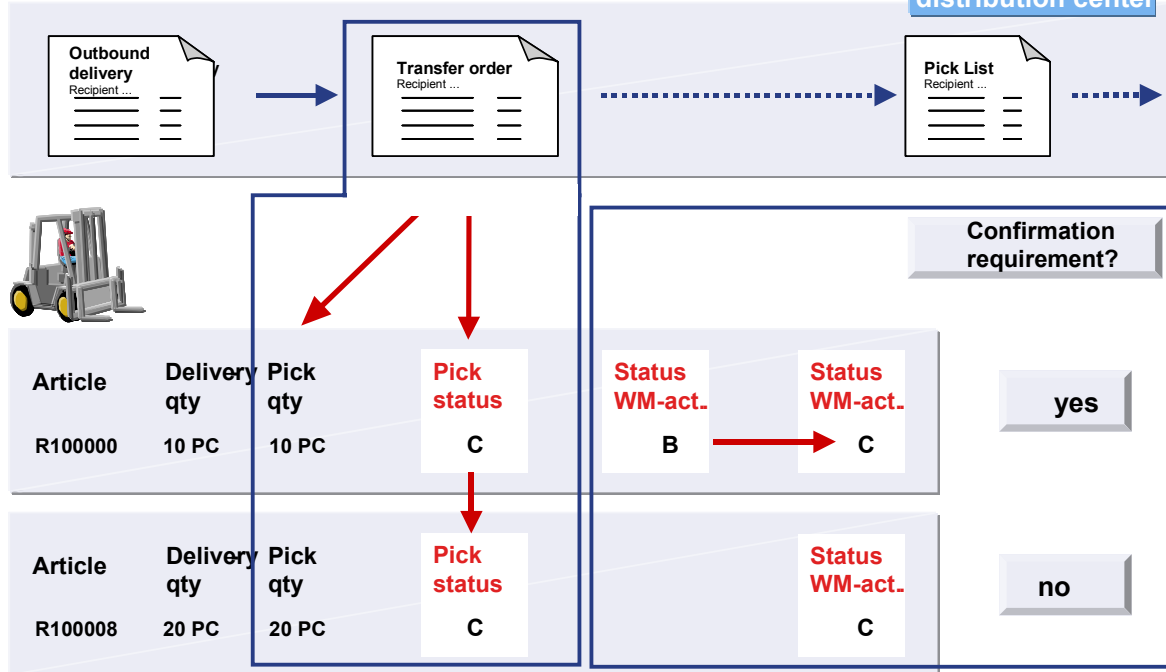 distribution center
Outbound
delivery
Recipient ...
Transfer order
Recipient ...
Pick List
Recipient ...
Confirmation
requirement?
Article
Delivery
qty
Pick
qty
Pick
status
Status
WM-act.
Status
WM-act.
yes
R100000
10 PC
10 PC
C
B
C
Article
Delivery
qty
Pick
qty
Pick
status
Status
WM-act.
no
R100008
20 PC
20 PC
C
C